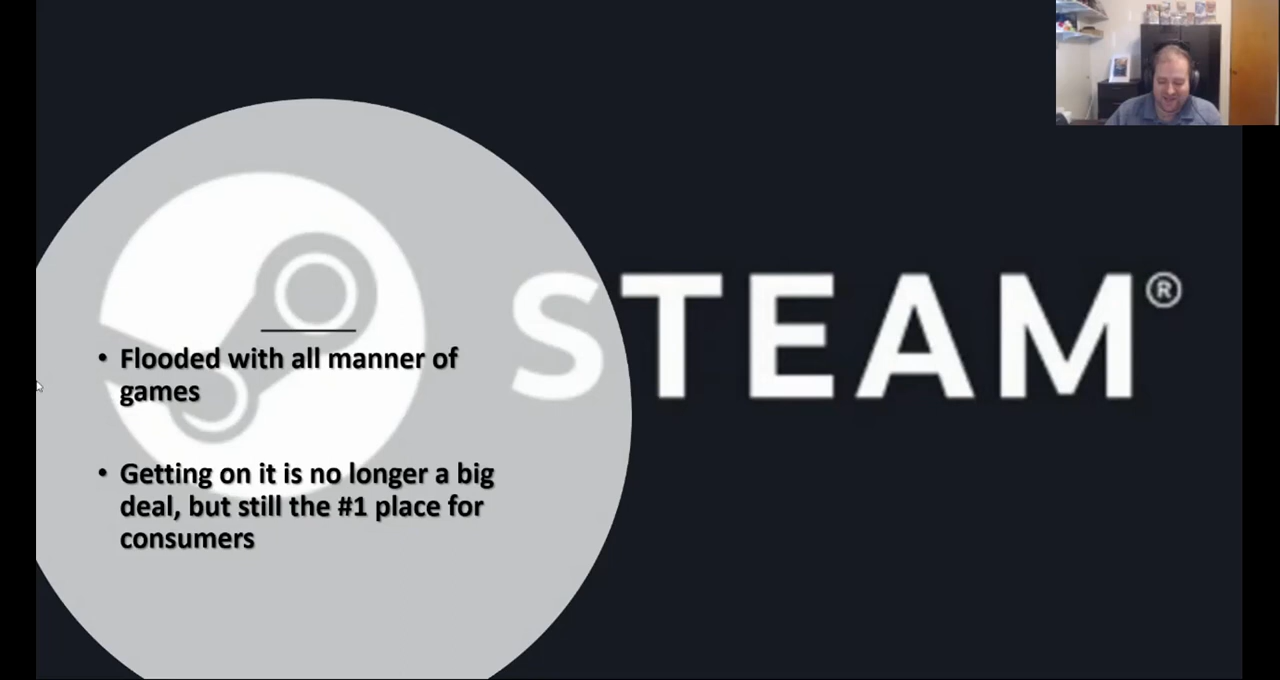 STEAM®
• Flooded with all manner of
games
• Getting on it is no longer a big
deal, but still the #1 place for
consumers